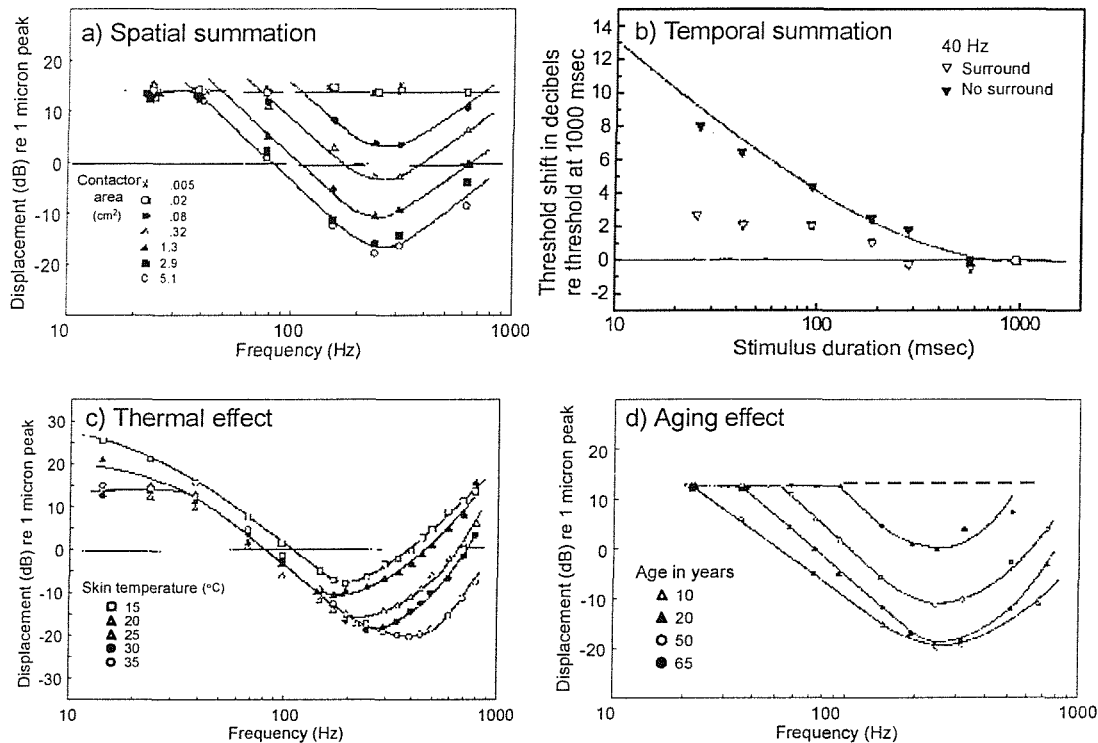 a) Spatial summation
20
10
0
-10
-20
Displacement (dB) re 1 micron peak
Contactor
area
(cm²)
.005
.02
.08
.32
1.3
2.9
5.1
10
100
1000
Frequency (Hz)
b) Temporal summation
14
12
10
8
6
4
2
0
-2
Threshold shift in decibels
re threshold at 1000 msec
40 Hz
Surround
No surround
10
100
1000
Stimulus duration (msec)
c) Thermal effect
30
20
10
0
-10
-20
-30
Displacement (dB) re 1 micron peak
Skin temperature (°C)
15
20
25
30
35
10
100
1000
Frequency (Hz)
d) Aging effect
20
10
0
-10
-20
Displacement (dB) re 1 micron peak
Age in years
10
20
50
65
10
100
1000
Frequency (Hz)